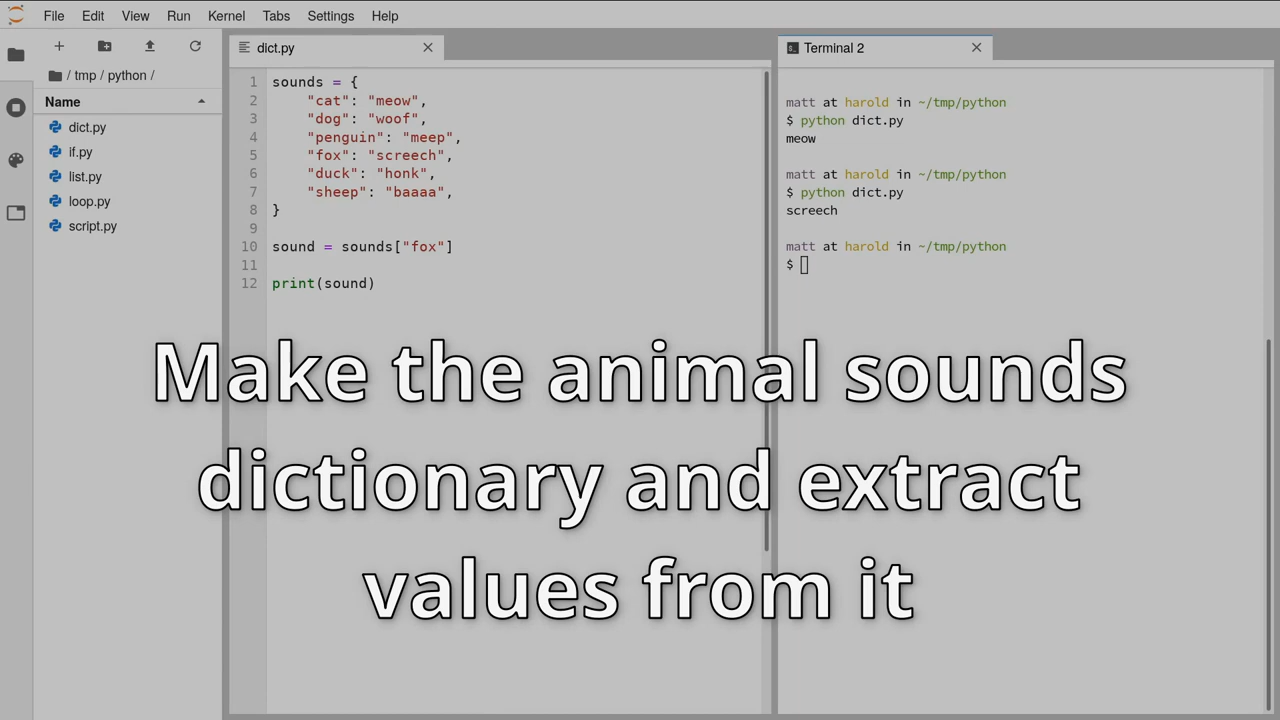 File Edit View Run Kernel Tabs Settings Help
/ tmp / python /
Name
dict.py
if.py
list.py
loop.py
script.py
dict.py
1 sounds = {
2     "cat": "meow",
3     "dog": "woof",
4     "penguin": "meep",
5     "fox": "screech",
6     "duck": "honk",
7     "sheep": "baaaa",
8 }
9
10 sound = sounds["fox"]
11
12 print(sound)
Terminal 2
matt at harold in ~/tmp/python
$ python dict.py
meow
matt at harold in ~/tmp/python
$ python dict.py
screech
matt at harold in ~/tmp/python
$
Make the animal sounds
dictionary and extract
values from it